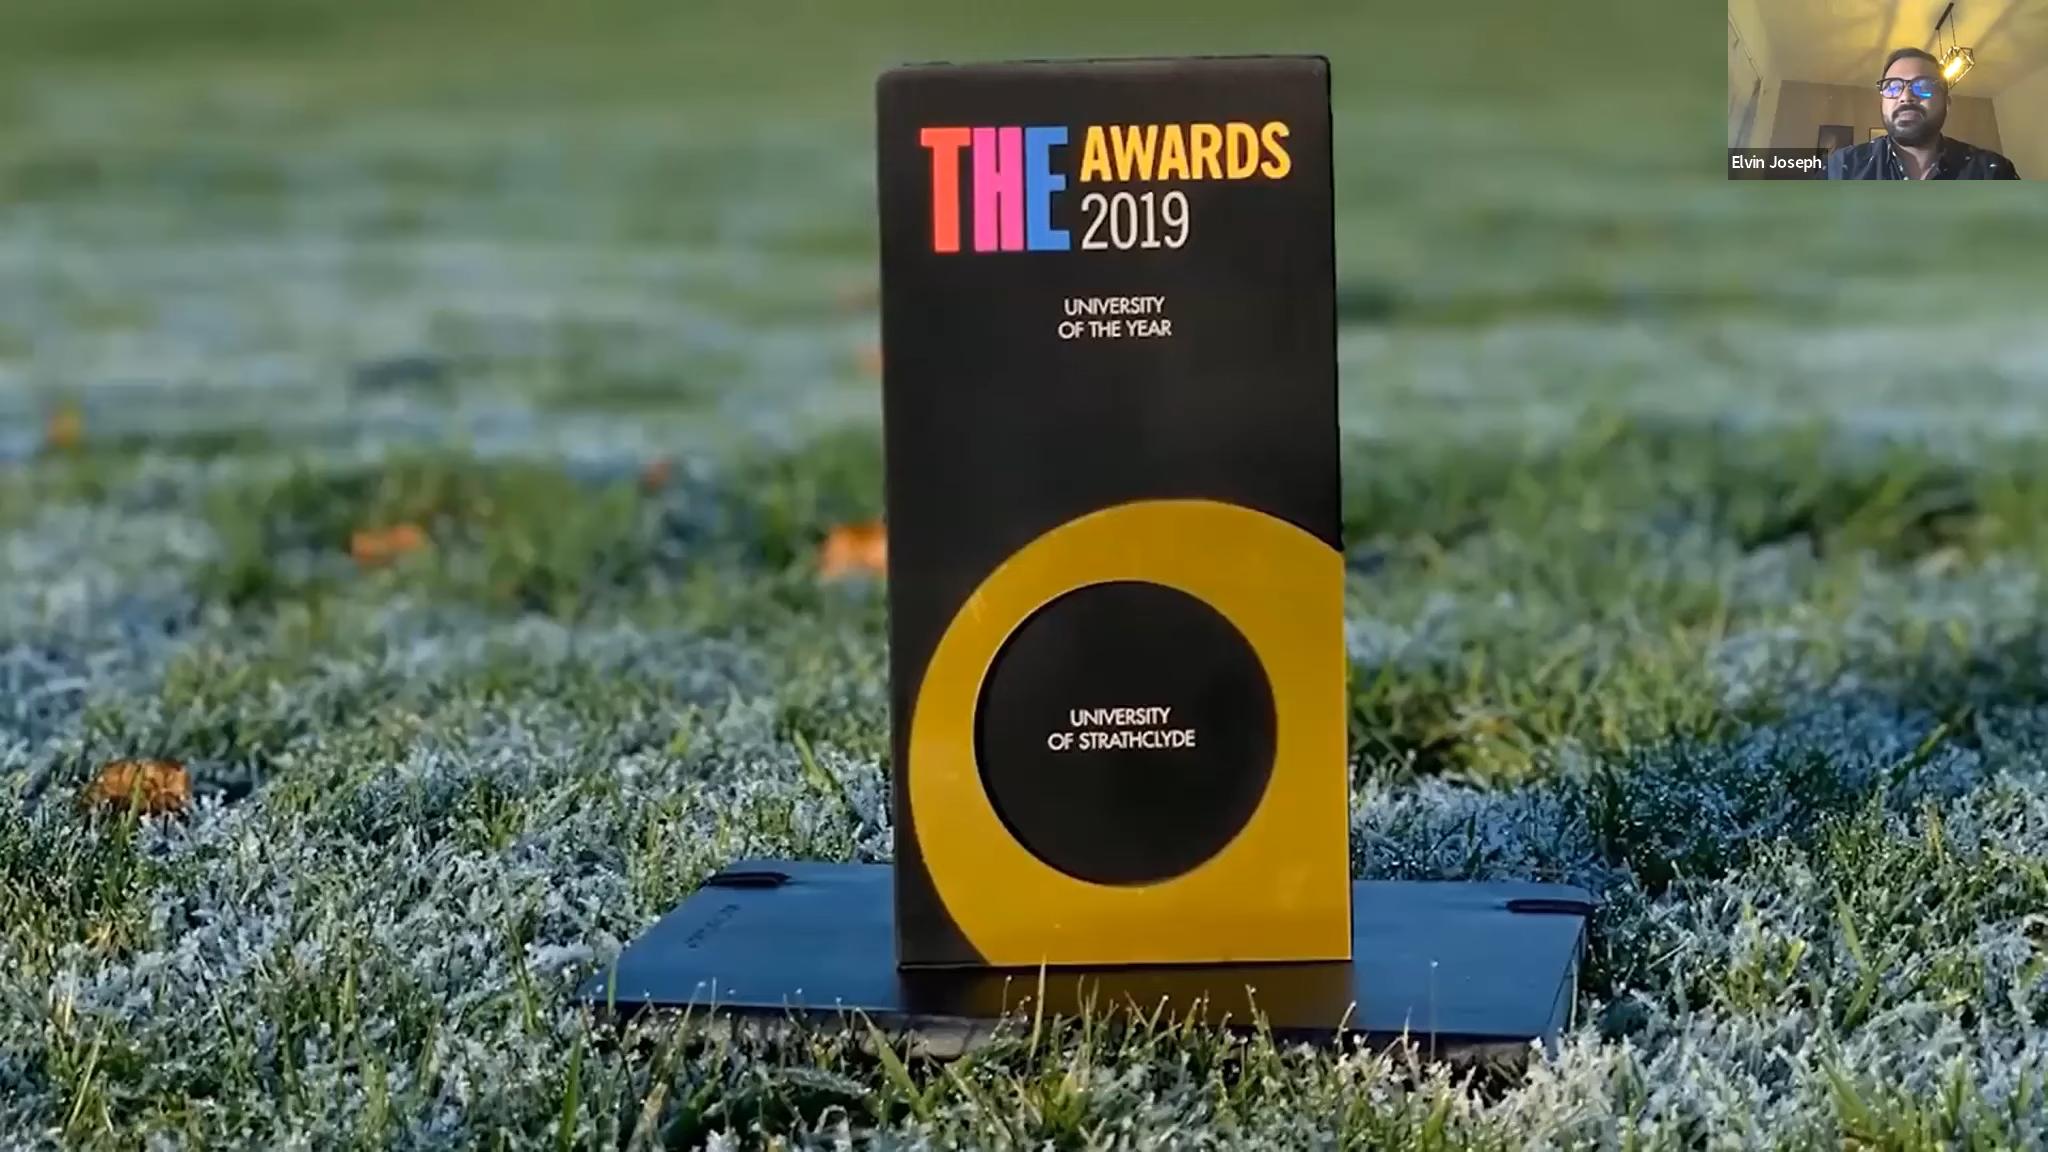 THE AWARDS
2019
UNIVERSITY
OF THE YEAR
UNIVERSITY
OF STRATHCLYDE
Elvin Joseph